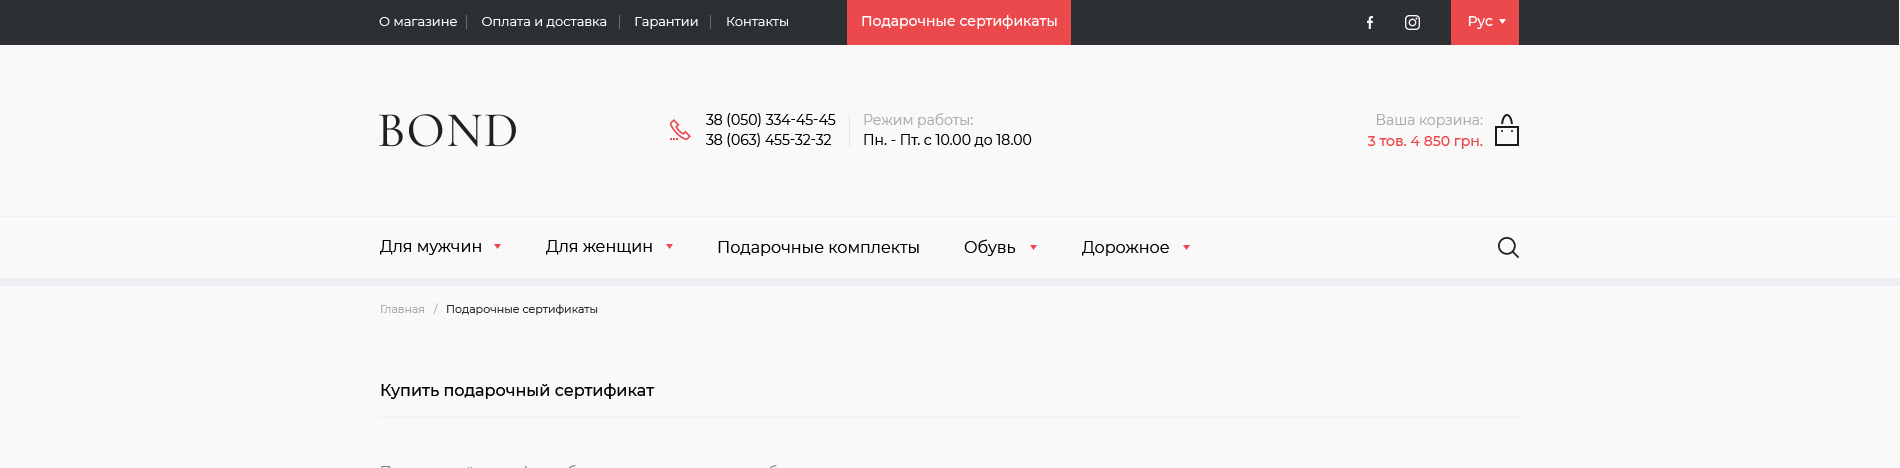 О магазине
Оплата и доставка
Гарантии
Контакты
Подарочные сертификаты
Рус
BOND
38 (050) 334-45-45
38 (063) 455-32-32
Режим работы:
Пн. - Пт. с 10.00 до 18.00
Ваша корзина:
3 тов. 4 850 грн.
Для мужчин
Для женщин
Подарочные комплекты
Обувь
Дорожное
Главная / Подарочные сертификаты
Купить подарочный сертификат